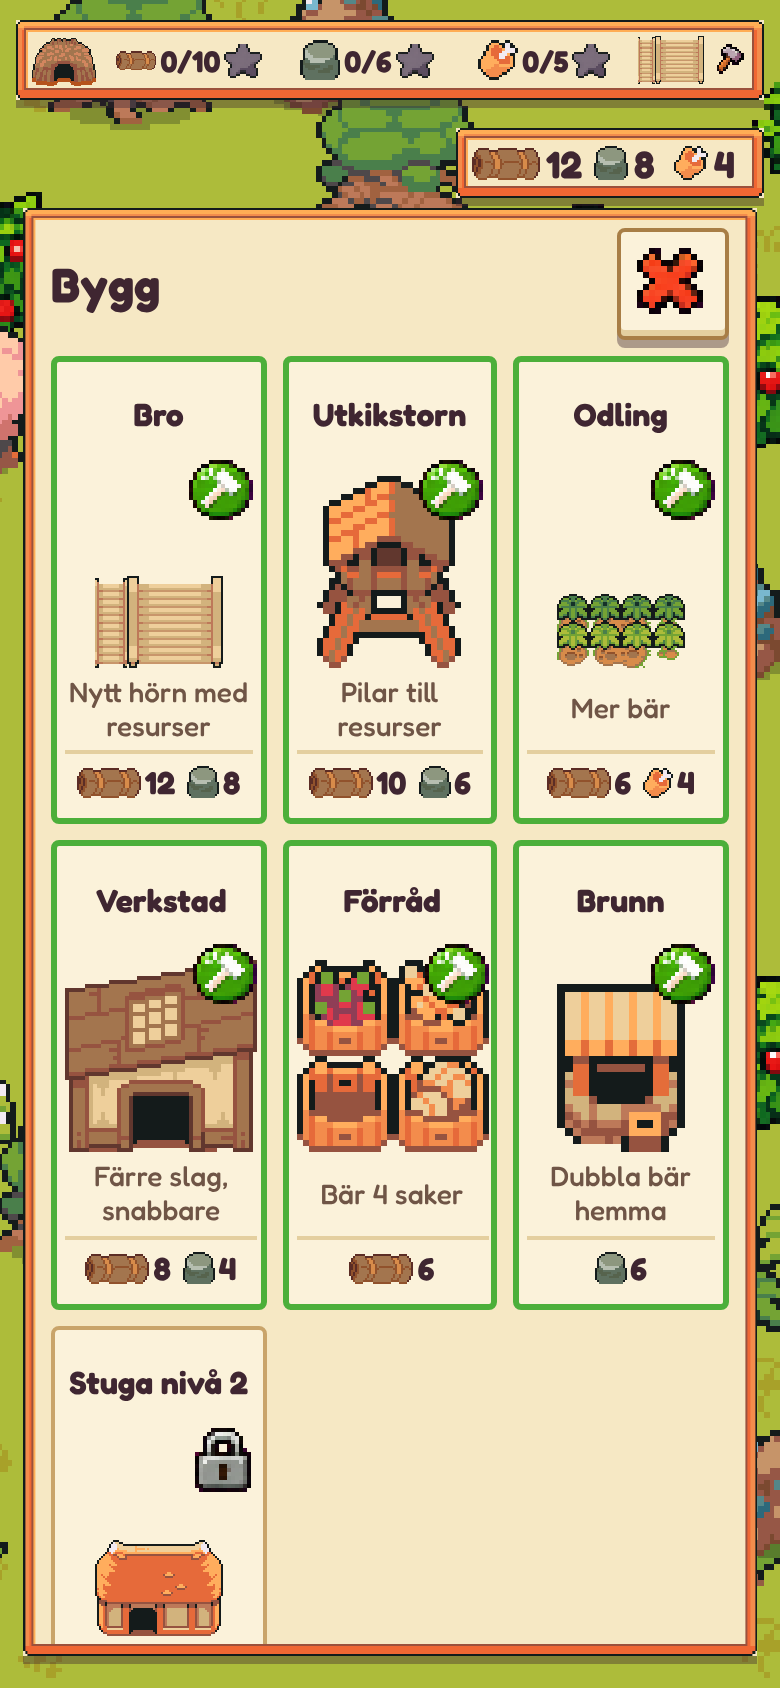 0/10 0/6 0/5
12 8 4
Bygg
Bro
Utkikstorn
Odling
Nytt hörn med
resurser
Pilar till
resurser
Mer bär
12 8
10 6
6 4
Verkstad
Förråd
Brunn
Färre slag,
snabbare
Bär 4 saker
Dubbla bär
hemma
8 4
6
6
Stuga nivå 2